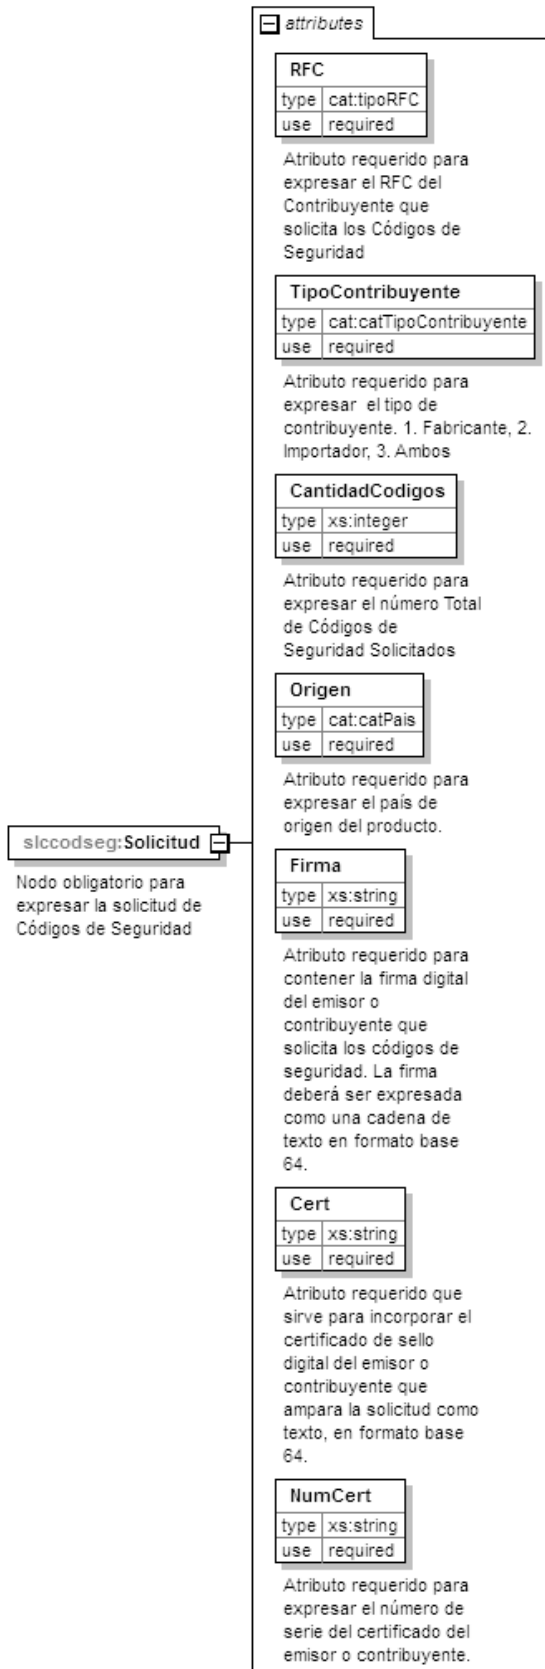 attributes
RFC
type cat:tipoRFC
use required
Atributo requerido para
expresar el RFC del
Contribuyente que
solicita los Códigos de
Seguridad
TipoContribuyente
type cat:catTipoContribuyente
use required
Atributo requerido para
expresar el tipo de
contribuyente. 1. Fabricante, 2.
Importador, 3. Ambos
CantidadCodigos
type xs:integer
use required
Atributo requerido para
expresar el número Total
de Códigos de
Seguridad Solicitados
Origen
type cat:catPais
use required
Atributo requerido para
expresar el país de
origen del producto.
slccodseg:Solicitud
Nodo obligatorio para
expresar la solicitud de
Códigos de Seguridad
Firma
type xs:string
use required
Atributo requerido para
contener la firma digital
del emisor o
contribuyente que
solicita los códigos de
seguridad. La firma
deberá ser expresada
como una cadena de
texto en formato base
64.
Cert
type xs:string
use required
Atributo requerido que
sirve para incorporar el
certificado de sello
digital del emisor o
contribuyente que
ampara la solicitud como
texto, en formato base
64.
NumCert
type xs:string
use required
Atributo requerido para
expresar el número de
serie del certificado del
emisor o contribuyente.